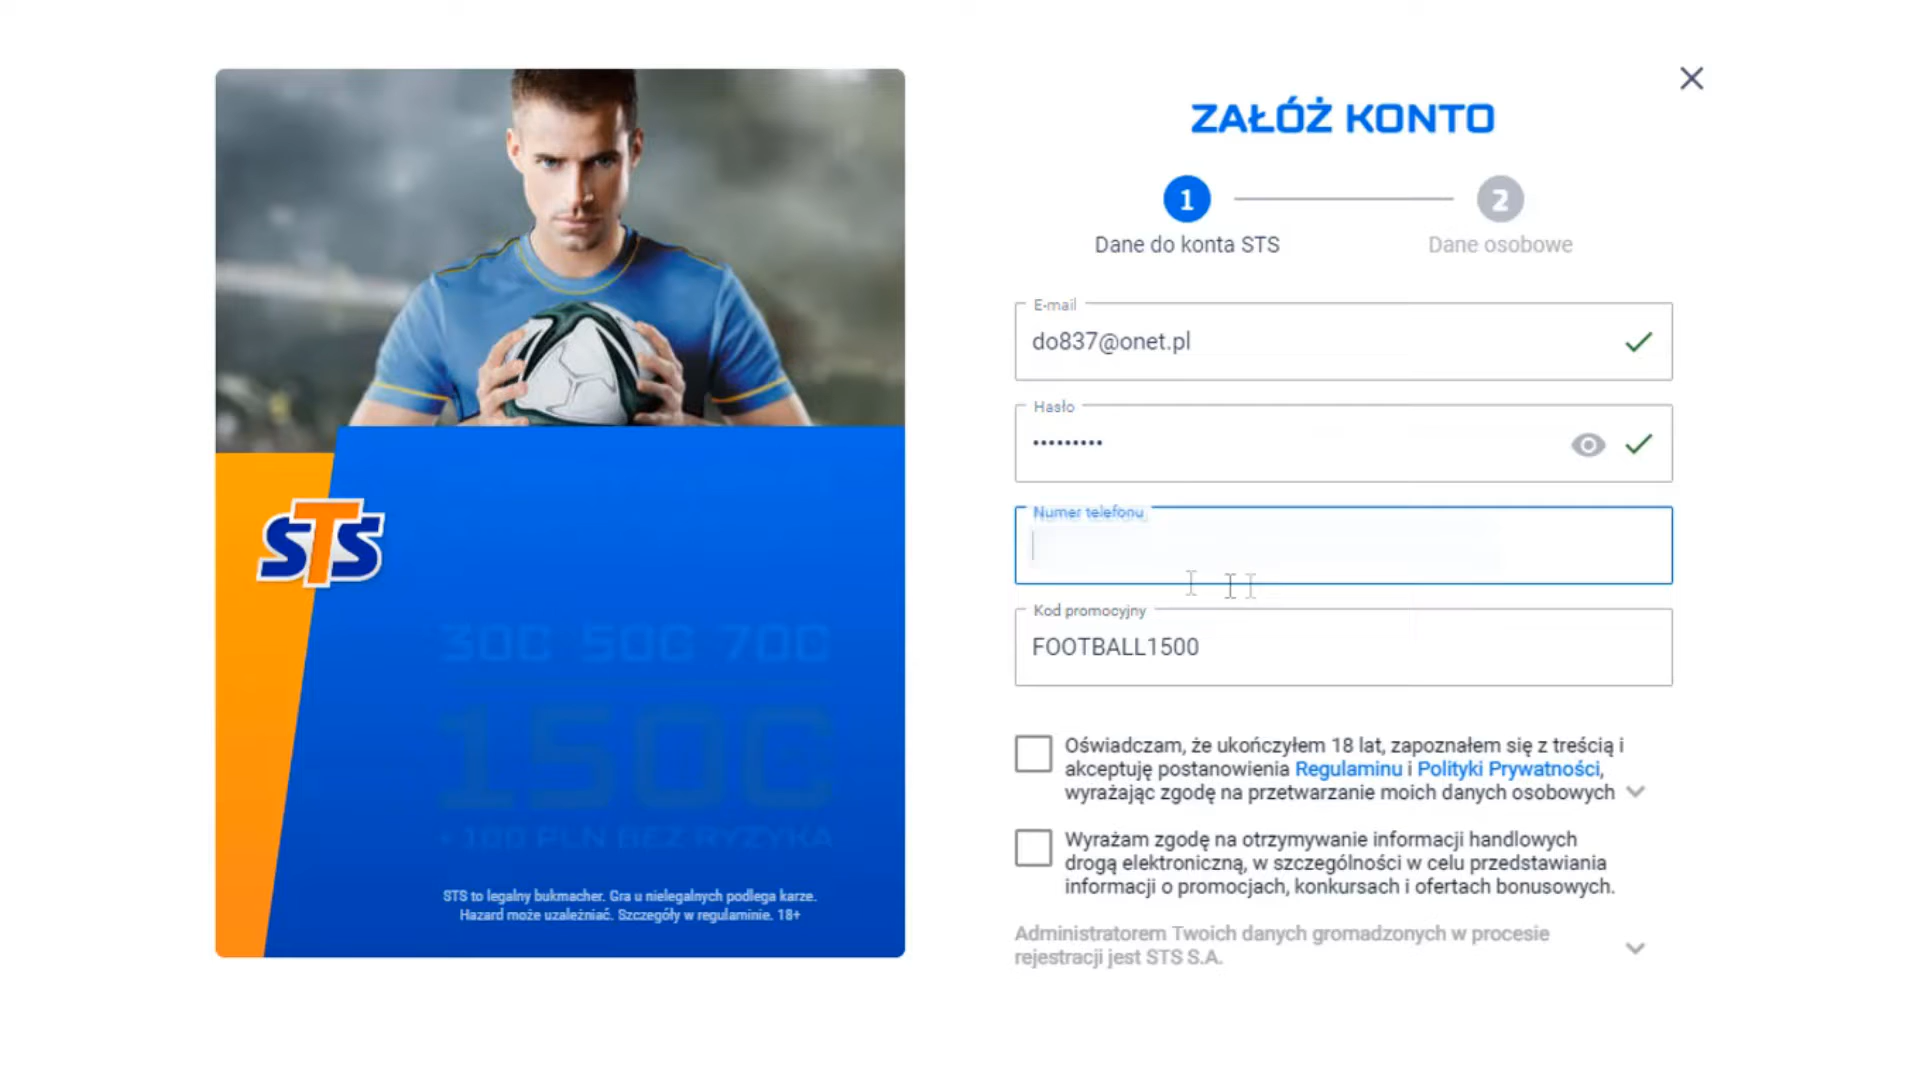 ZAŁÓŻ KONTO
1
2
Dane do konta STS
Dane osobowe
E-mail
do837@onet.pl
Hasło
•••••••••
Numer telefonu
Kod promocyjny
FOOTBALL1500
Oświadczam, że ukończyłem 18 lat, zapoznałem się z treścią i
akceptuję postanowienia Regulaminu i Polityki Prywatności,
wyrażając zgodę na przetwarzanie moich danych osobowych
Wyrażam zgodę na otrzymywanie informacji handlowych
drogą elektroniczną, w szczególności w celu przedstawiania
informacji o promocjach, konkursach i ofertach bonusowych.
Administratorem Twoich danych gromadzonych w procesie
rejestracji jest STS S.A.
STS
+ 100 PLN BEZ RYZYKA
STS to legalny bukmacher. Gra u nielegalnych podlega karze.
Hazard może uzależniać. Szczegóły w regulaminie. 18+